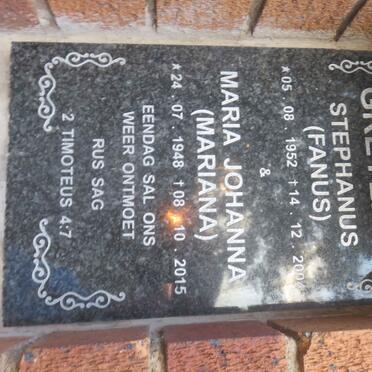 STEPHANUS
(FANUS)
★05 . 08 . 1952 †14 . 12 .
&
MARIA JOHANNA
(MARIANA)
★24 . 07 . 1948 †08 . 10 . 2015
EENDAG SAL ONS
WEER ONTMOET
RUS SAG
2 TIMOTEUS 4:7